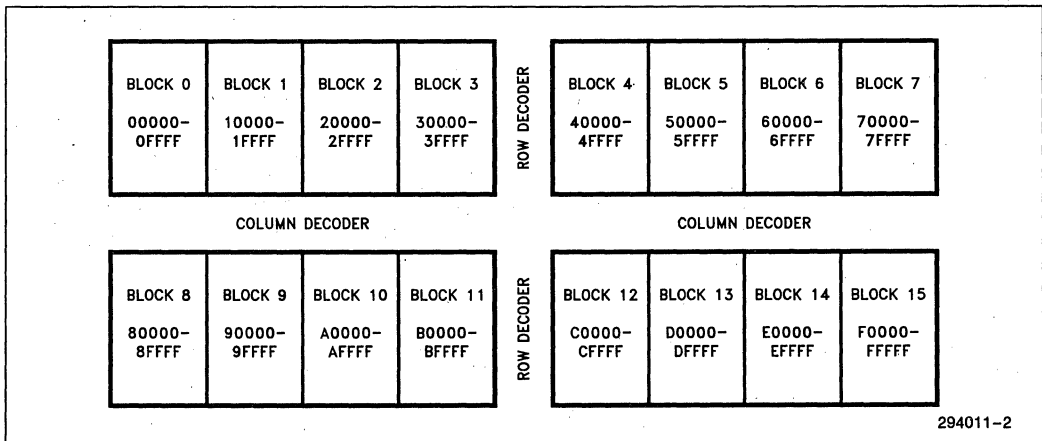 BLOCK 0 BLOCK 1 BLOCK 2 BLOCK 3
00000- 10000- 20000- 30000-
0FFFF 1FFFF 2FFFF 3FFFF
ROW DECODER
BLOCK 4 BLOCK 5 BLOCK 6 BLOCK 7
40000- 50000- 60000- 70000-
4FFFF 5FFFF 6FFFF 7FFFF
COLUMN DECODER COLUMN DECODER
BLOCK 8 BLOCK 9 BLOCK 10 BLOCK 11
80000- 90000- A0000- B0000-
8FFFF 9FFFF AFFFF BFFFF
ROW DECODER
BLOCK 12 BLOCK 13 BLOCK 14 BLOCK 15
C0000- D0000- E0000- F0000-
CFFFF DFFFF EFFFF FFFFF
294011-2